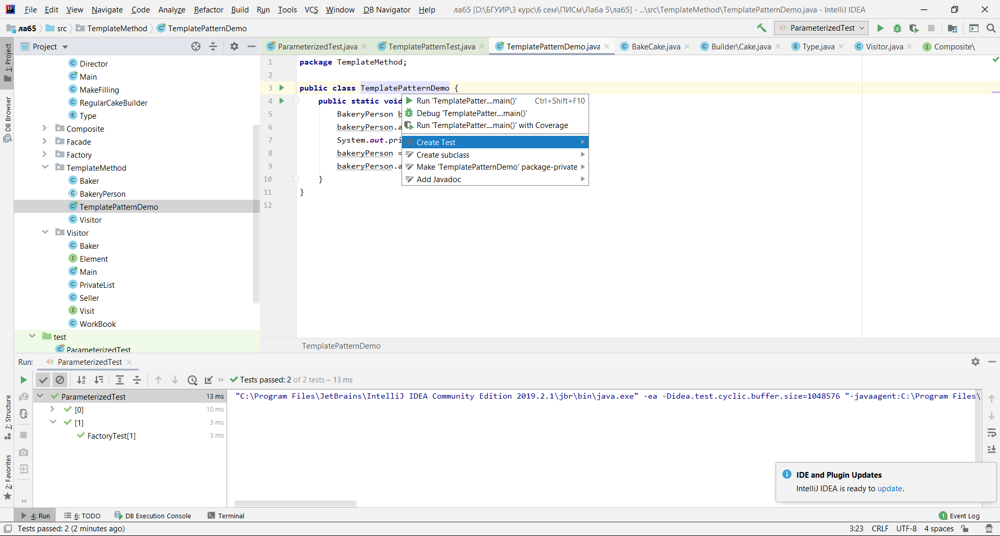 File Edit View Navigate Code Analyze Refactor Build Run Tools VCS Window DB Navigator Help лаб5 [D:\БГУИР\3 курс\6 сем\ПИСм\Лаба 5\лаб5] - ...\src\TemplateMethod\TemplatePatternDemo.java - IntelliJ IDEA
лаб5 src TemplateMethod TemplatePatternDemo ParameterizedTest
Project
ParameterizedTest.java TemplatePatternTest.java TemplatePatternDemo.java BakeCake.java Builder\Cake.java Type.java Visitor.java Composite\
1: Project
DB Browser
7: Structure
2: Favorites
Director
Main
MakeFilling
RegularCakeBuilder
Type
Composite
Facade
Factory
TemplateMethod
Baker
BakeryPerson
TemplatePatternDemo
Visitor
Visitor
Baker
Element
Main
PrivateList
Seller
Visit
WorkBook
test
ParameterizedTest
1 package TemplateMethod;
2
3 public class TemplatePatternDemo {
4 public static void
5 BakeryPerson b
6 bakeryPerson.a
7 System.out.pri
8 bakeryPerson =
9 bakeryPerson.a
10 }
11 }
12
Run 'TemplatePatter....main()' Ctrl+Shift+F10
Debug 'TemplatePatter....main()'
Run 'TemplatePatter....main()' with Coverage
Create Test
Create subclass
Make 'TemplatePatternDemo' package-private
Add Javadoc
TemplatePatternDemo
Run: ParameterizedTest
Tests passed: 2 of 2 tests – 13 ms
ParameterizedTest 13 ms
[0] 10 ms
[1] 3 ms
FactoryTest[1] 3 ms
"C:\Program Files\JetBrains\IntelliJ IDEA Community Edition 2019.2.1\jbr\bin\java.exe" -ea -Didea.test.cyclic.buffer.size=1048576 "-javaagent:C:\Program Files\
IDE and Plugin Updates
IntelliJ IDEA is ready to update.
4: Run 6: TODO DB Execution Console Terminal 1 Event Log
Tests passed: 2 (2 minutes ago) 3:23 CRLF UTF-8 4 spaces